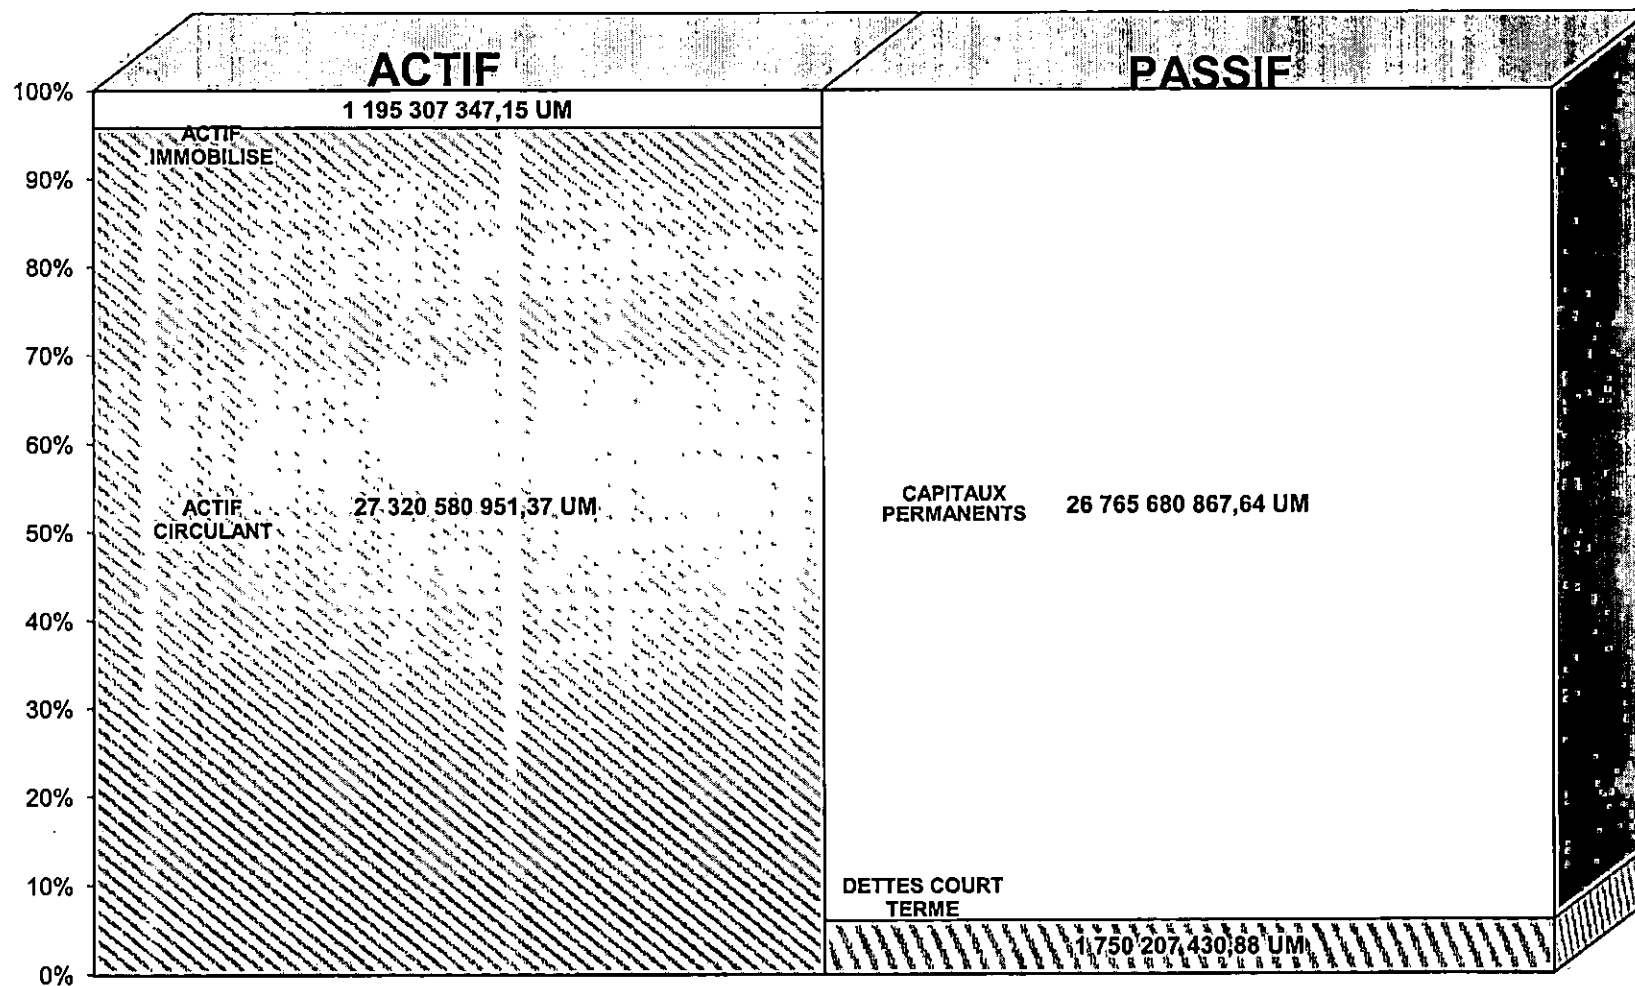 ACTIF
PASSIF
100%
90%
80%
70%
60%
50%
40%
30%
20%
10%
0%
1 195 307 347,15 UM
ACTIF
IMMOBILISE
ACTIF
CIRCULANT
27 320 580 951,37 UM
CAPITAUX
PERMANENTS
26 765 680 867,64 UM
DETTES COURT
TERME
1 750 207 430,88 UM